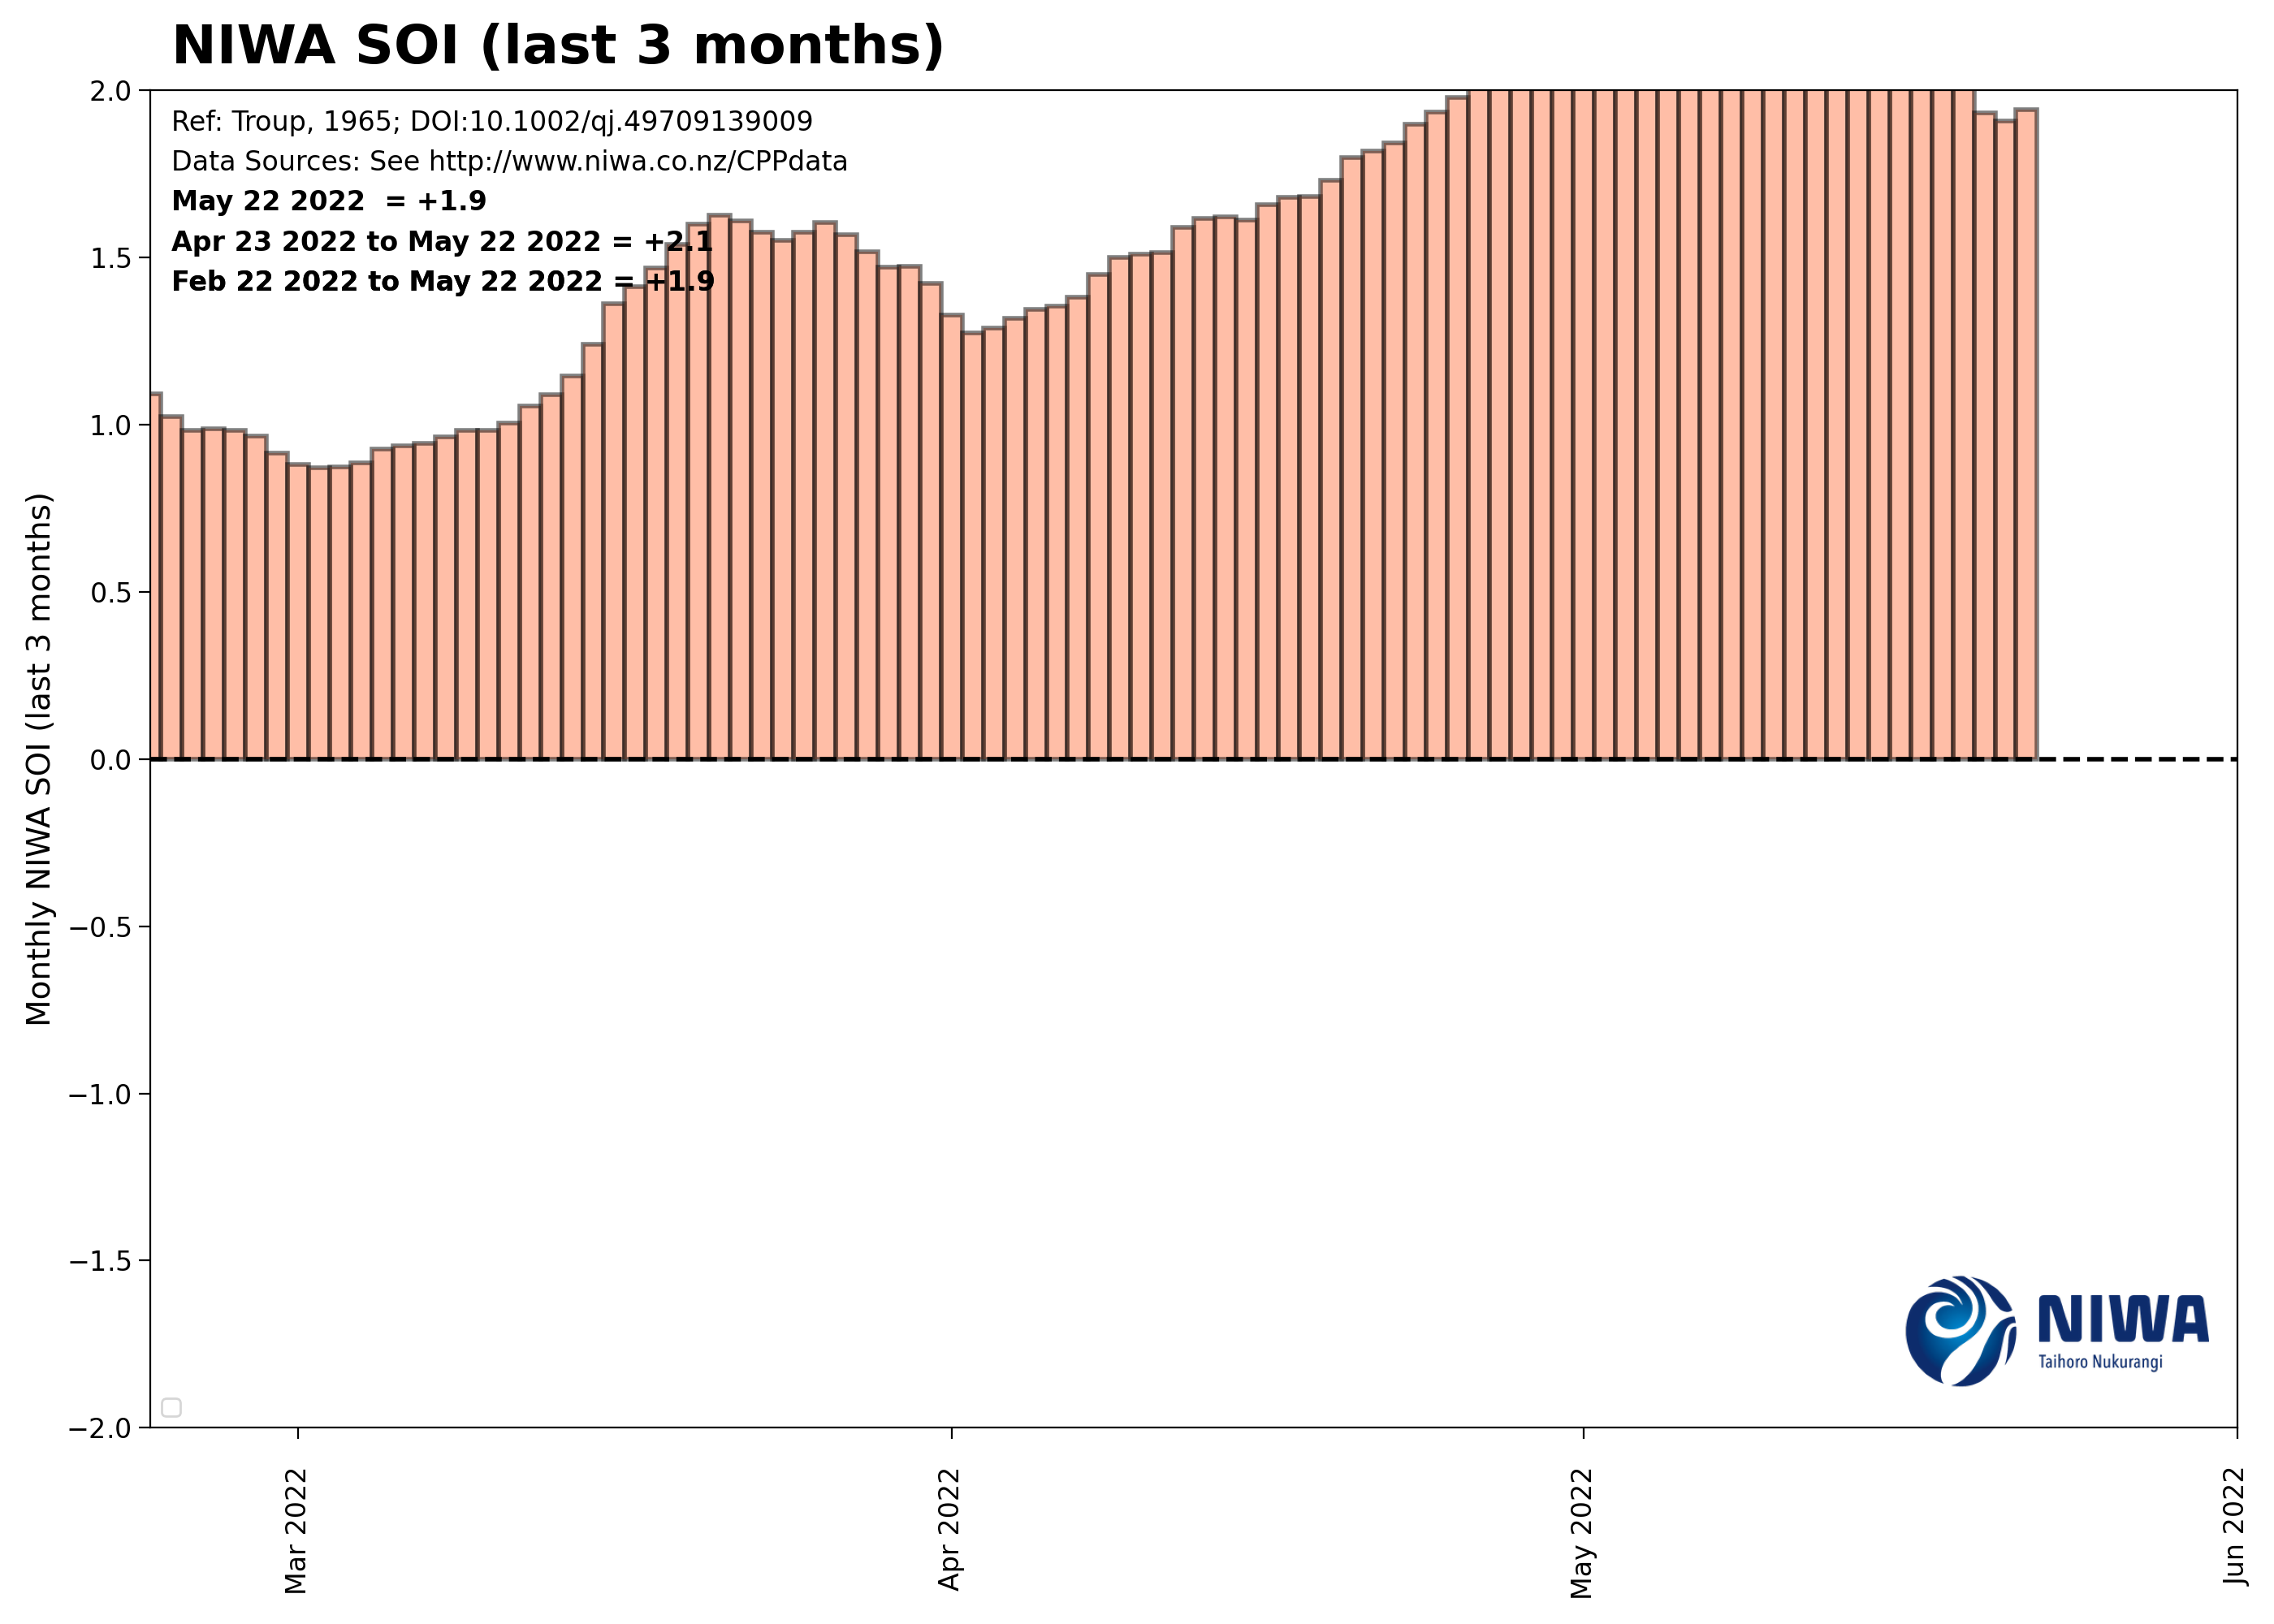 NIWA SOI (last 3 months)
2.0
Ref: Troup, 1965; DOI:10.1002/qj.49709139009
Data Sources: See http://www.niwa.co.nz/CPPdata
May 22 2022  = +1.9
Apr 23 2022 to May 22 2022 = +2.1
1.5
Feb 22 2022 to May 22 2022 = +1.9
1.0
0.5
0.0
−0.5
−1.0
−1.5
−2.0
Monthly NIWA SOI (last 3 months)
NIWA
Taihoro Nukurangi
Mar 2022
Apr 2022
May 2022
Jun 2022